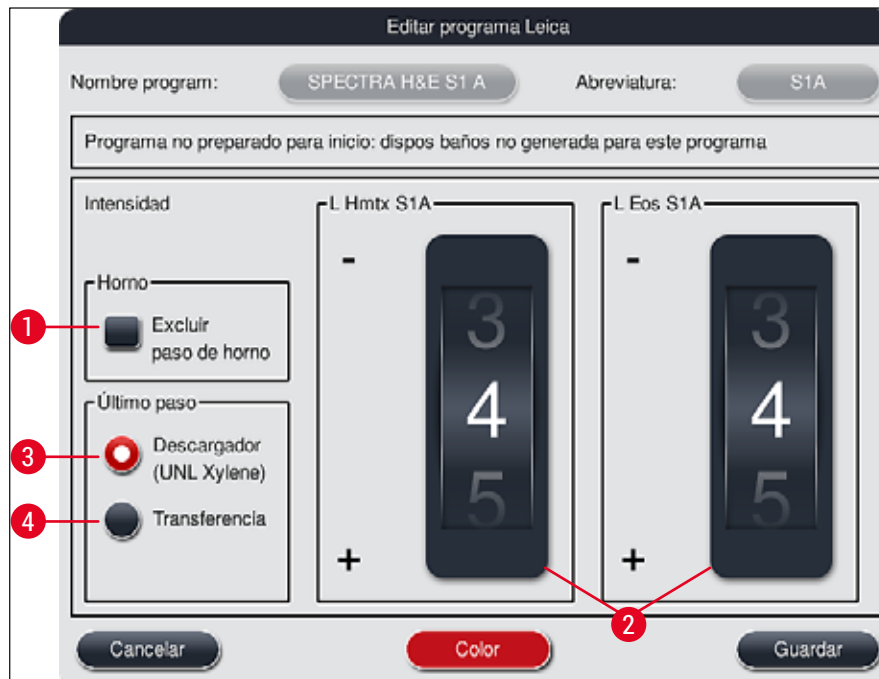 Editar programa Leica
Nombre program: SPECTRA H&E S1 A Abreviatura: S1A
Programa no preparado para inicio: dispos baños no generada para este programa
Intensidad
L Hmtx S1A
L Eos S1A
- -
Horno
1 Excluir
paso de horno
3 3
4 4
5 5
Último paso
3 Descargador
(UNL Xylene)
4 Transferencia
+ +
2
Cancelar Color Guardar